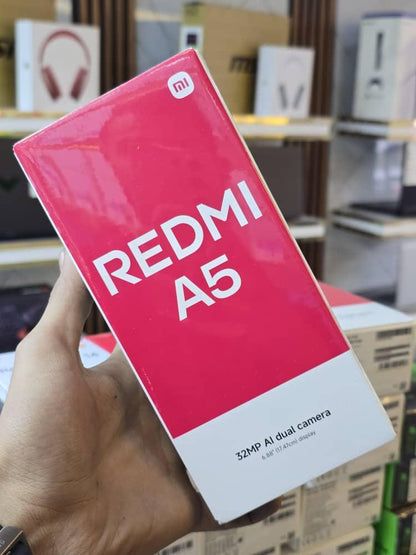 mi
REDMI
A5
32MP AI dual camera
6.88" (17.47cm) display